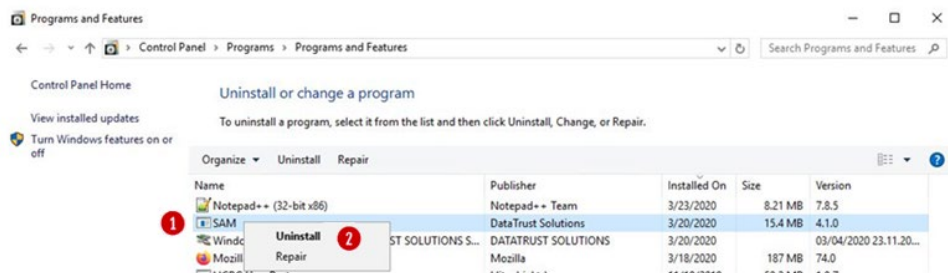 Programs and Features
Control Panel > Programs > Programs and Features
Search Programs and Features
Control Panel Home
View installed updates
Turn Windows features on or
off
Uninstall or change a program
To uninstall a program, select it from the list and then click Uninstall, Change, or Repair.
Organize Uninstall Repair
Name Publisher Installed On Size Version
Notepad++ (32-bit x86) Notepad++ Team 3/23/2020 8.21 MB 7.8.5
1 SAM DataTrust Solutions 3/20/2020 15.4 MB 4.1.0
Windo ST SOLUTIONS S... DATATRUST SOLUTIONS 3/20/2020 03/04/2020 23.11.20...
Uninstall 2
Mozill Mozilla 3/18/2020 187 MB 74.0
Repair